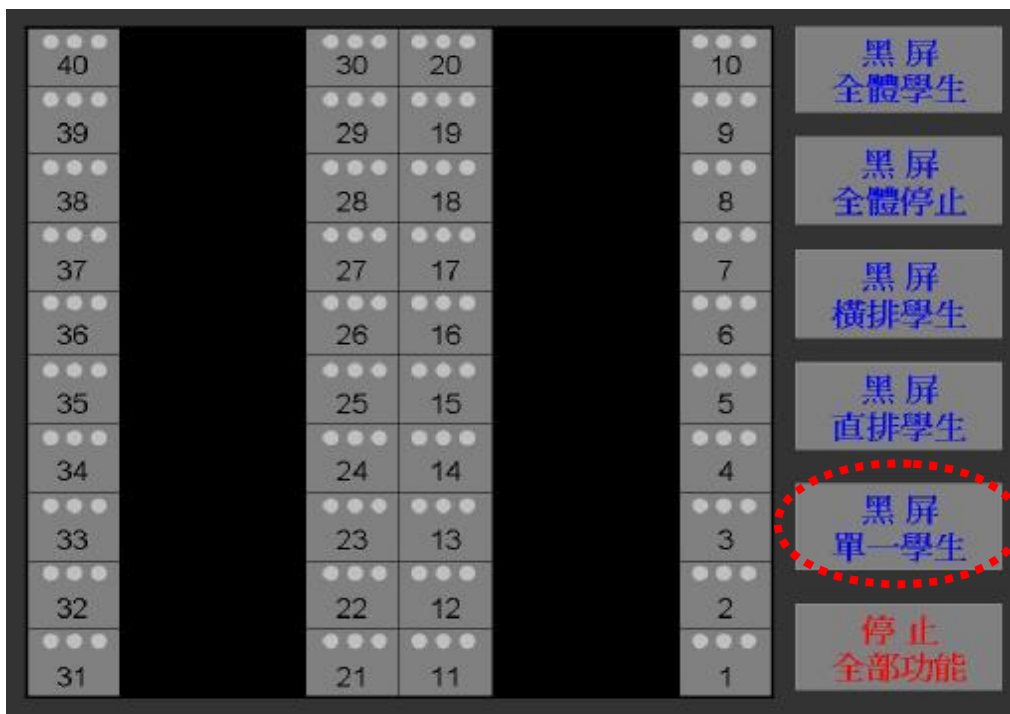 40 30 20 10
39 29 19 9
38 28 18 8
37 27 17 7
36 26 16 6
35 25 15 5
34 24 14 4
33 23 13 3
32 22 12 2
31 21 11 1
黑屏
全體學生
黑屏
全體停止
黑屏
橫排學生
黑屏
直排學生
黑屏
單一學生
停止
全部功能